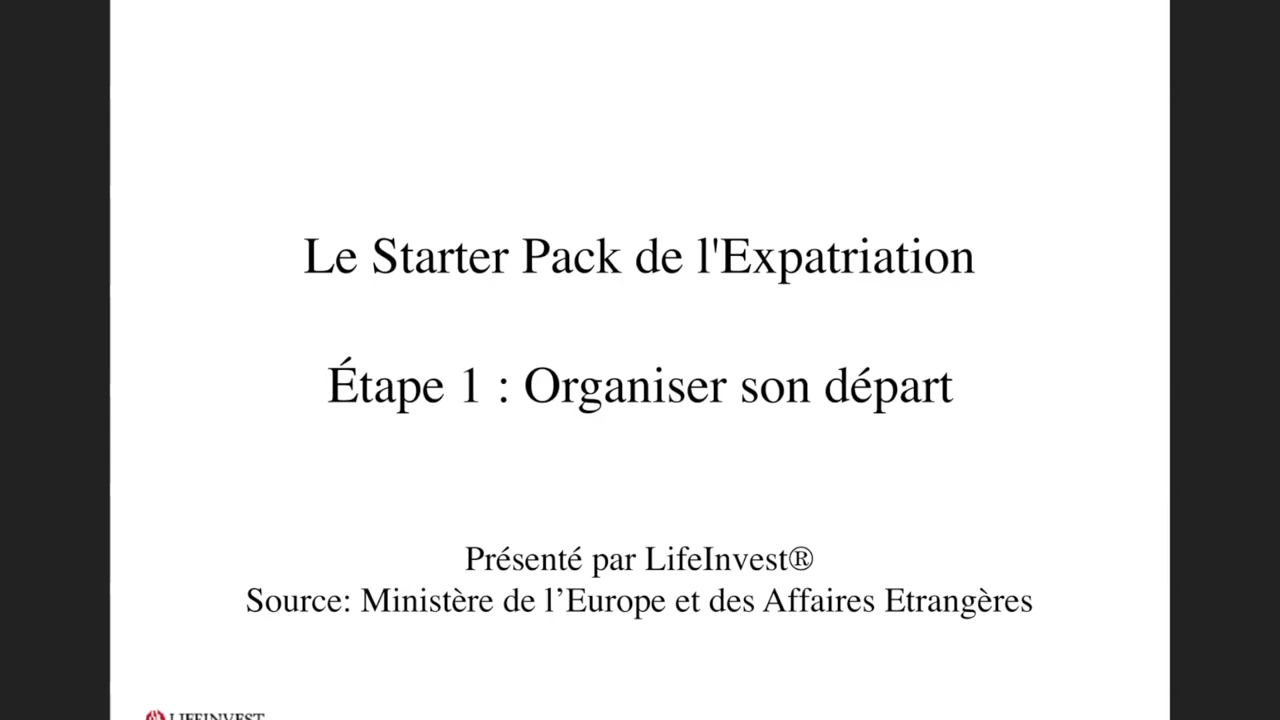 Le Starter Pack de l'Expatriation
Étape 1 : Organiser son départ
Présenté par LifeInvest®
Source: Ministère de l’Europe et des Affaires Etrangères
LIFEINVEST